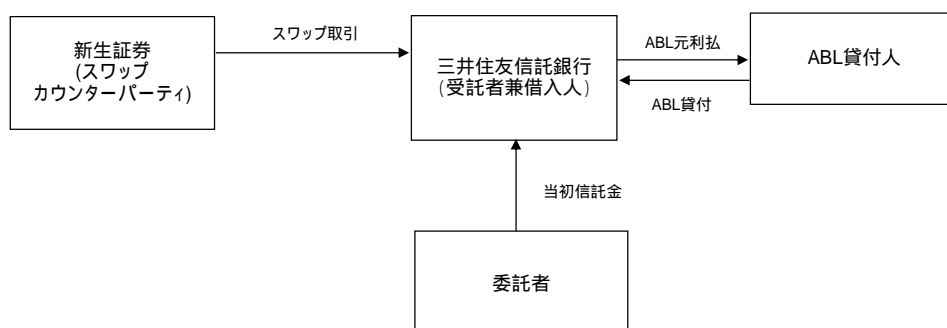 新生証券
(スワップ
カウンターパーティ)
スワップ取引
三井住友信託銀行
(受託者兼借入人)
ABL元利払
ABL貸付
ABL貸付人
当初信託金
委託者